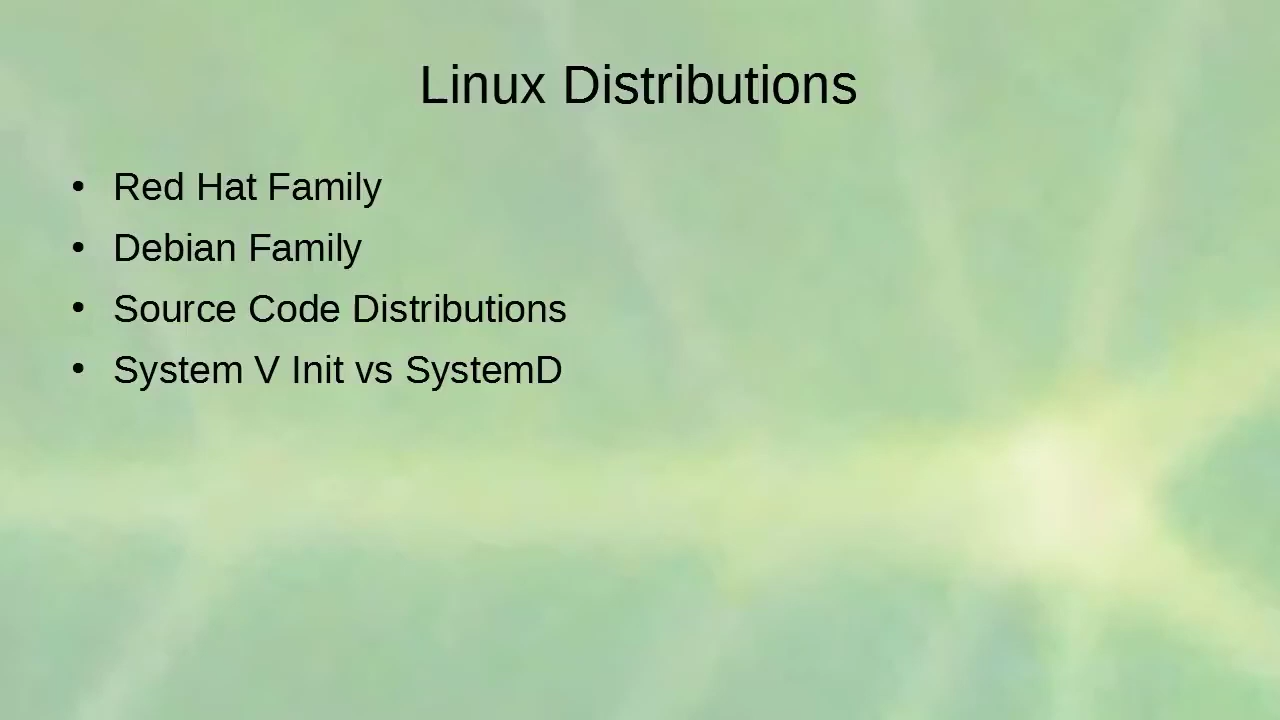 Linux Distributions
• Red Hat Family
• Debian Family
• Source Code Distributions
• System V Init vs SystemD